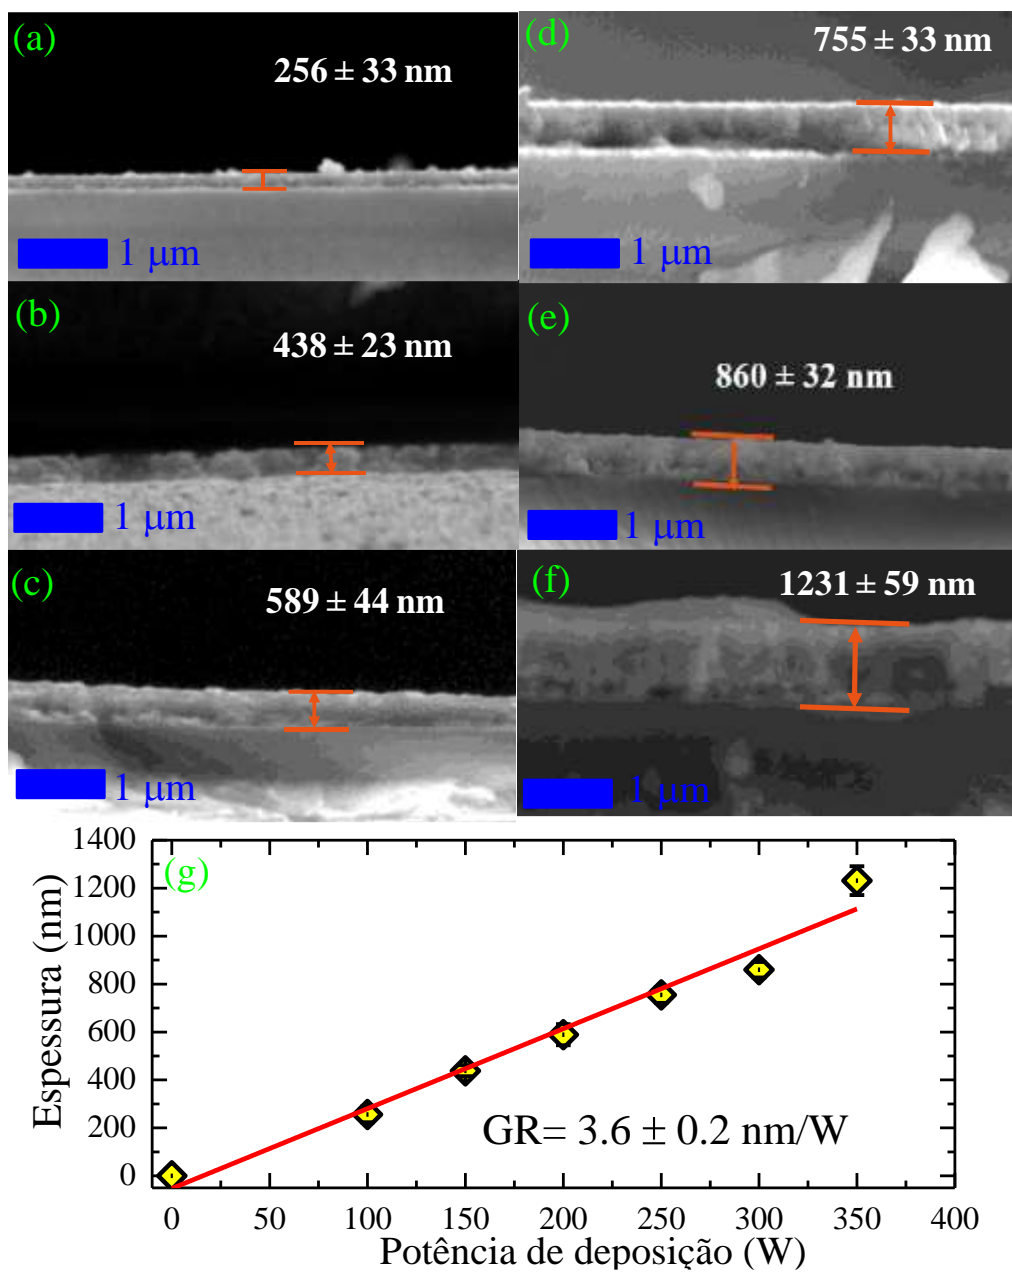 (a)
256 ± 33 nm
1 μm
(b)
438 ± 23 nm
1 μm
(c)
589 ± 44 nm
1 μm
(d)
755 ± 33 nm
1 μm
(e)
860 ± 32 nm
1 μm
(f)
1231 ± 59 nm
1 μm
(g)
Espessura (nm)
1400
1200
1000
800
600
400
200
0
GR= 3.6 ± 0.2 nm/W
0 50 100 150 200 250 300 350 400
Potência de deposição (W)